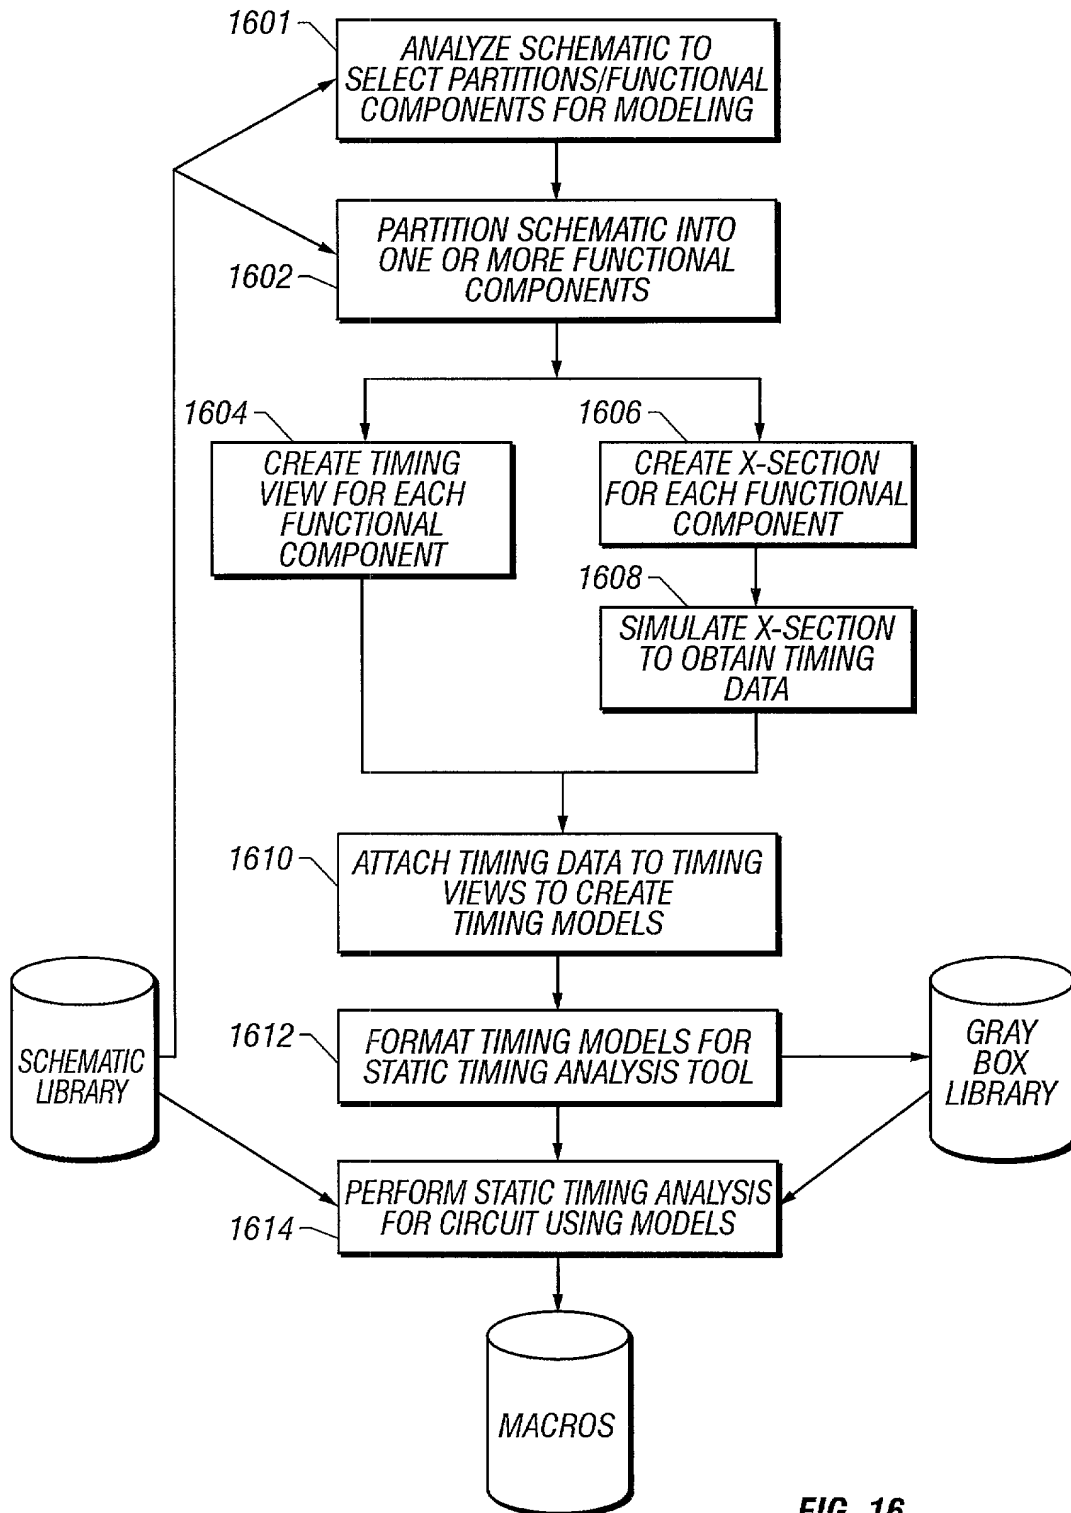 1601
ANALYZE SCHEMATIC TO
SELECT PARTITIONS/FUNCTIONAL
COMPONENTS FOR MODELING
PARTITION SCHEMATIC INTO
ONE OR MORE FUNCTIONAL
COMPONENTS
1602
1604
CREATE TIMING
VIEW FOR EACH
FUNCTIONAL
COMPONENT
1606
CREATE X-SECTION
FOR EACH FUNCTIONAL
COMPONENT
1608
SIMULATE X-SECTION
TO OBTAIN TIMING
DATA
1610
ATTACH TIMING DATA TO TIMING
VIEWS TO CREATE
TIMING MODELS
SCHEMATIC
LIBRARY
1612
FORMAT TIMING MODELS FOR
STATIC TIMING ANALYSIS TOOL
GRAY
BOX
LIBRARY
PERFORM STATIC TIMING ANALYSIS
FOR CIRCUIT USING MODELS
1614
MACROS
FIG. 16